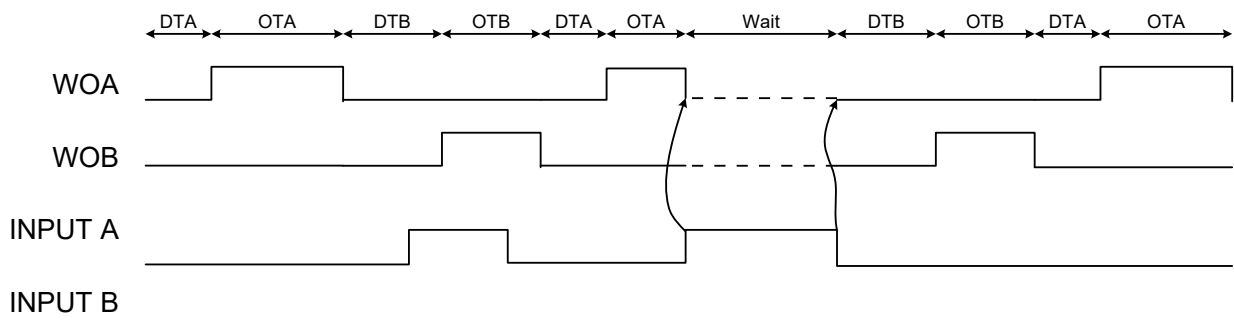 DTA OTA DTB OTB DTA OTA Wait DTB OTB DTA OTA
WOA
WOB
INPUT A
INPUT B